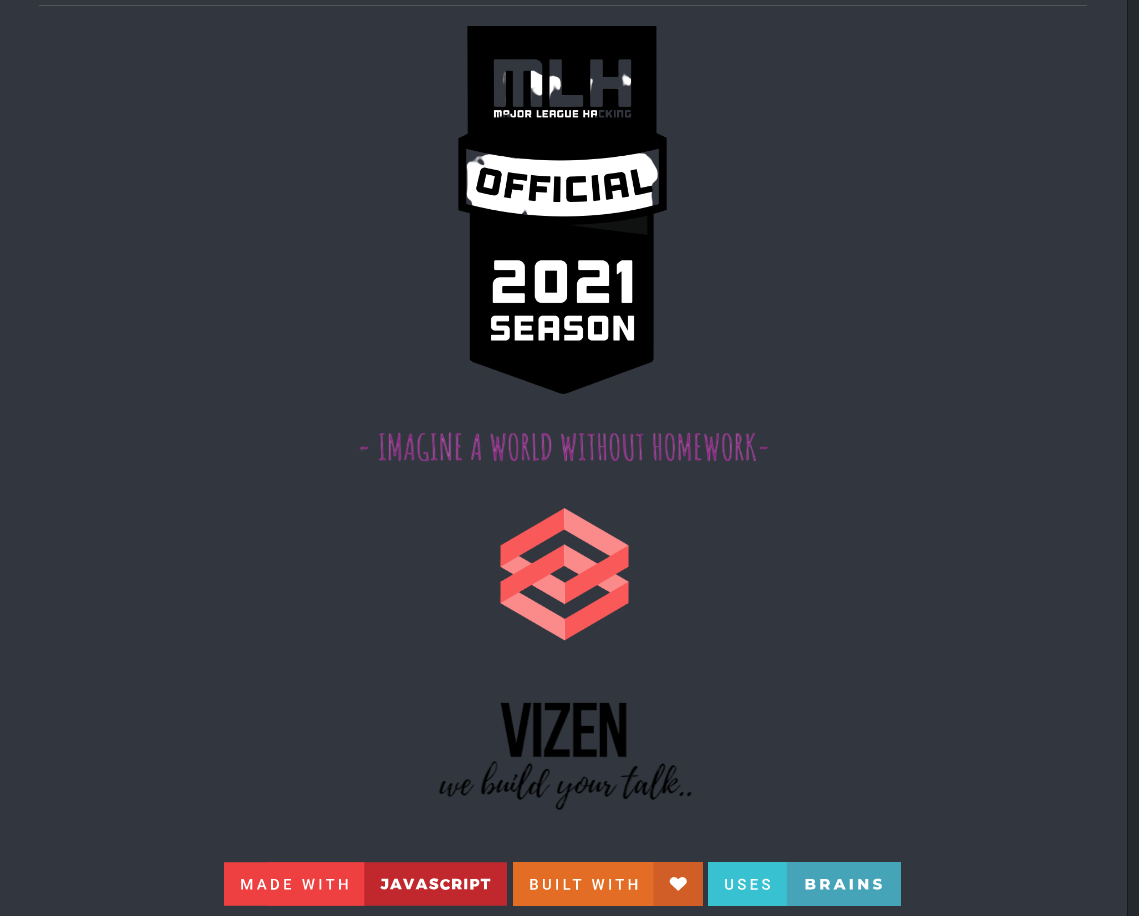 MLH
MAJOR LEAGUE HACKING
OFFICIAL
2021
SEASON
~ IMAGINE A WORLD WITHOUT HOMEWORK~
VIZEN
we build your talk..
MADE WITH JAVASCRIPT
BUILT WITH ♥
USES BRAINS